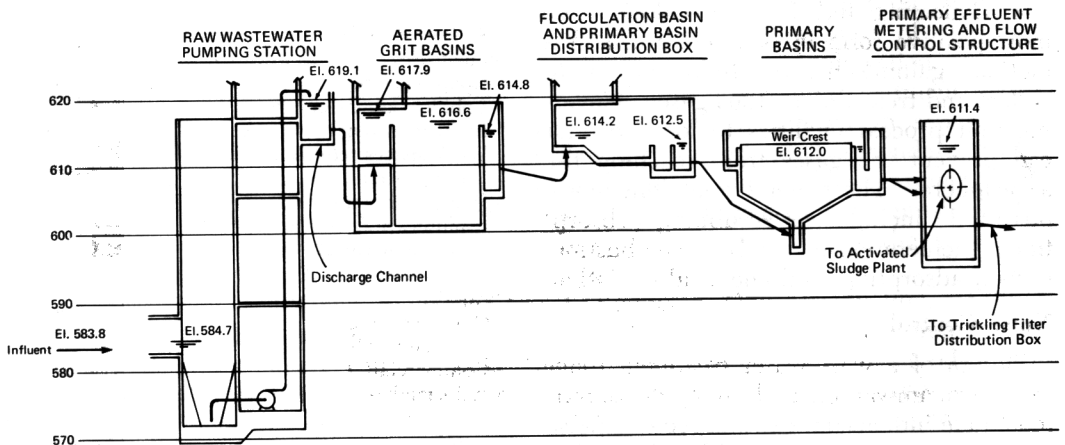 RAW WASTEWATER
PUMPING STATION
AERATED
GRIT BASINS
FLOCCULATION BASIN
AND PRIMARY BASIN
DISTRIBUTION BOX
PRIMARY
BASINS
PRIMARY EFFLUENT
METERING AND FLOW
CONTROL STRUCTURE
El. 619.1
El. 617.9
El. 616.6
El. 614.8
El. 614.2
El. 612.5
Weir Crest
El. 612.0
El. 611.4
620
610
600
590
580
570
Discharge Channel
To Activated
Sludge Plant
El. 583.8
El. 584.7
Influent
To Trickling Filter
Distribution Box